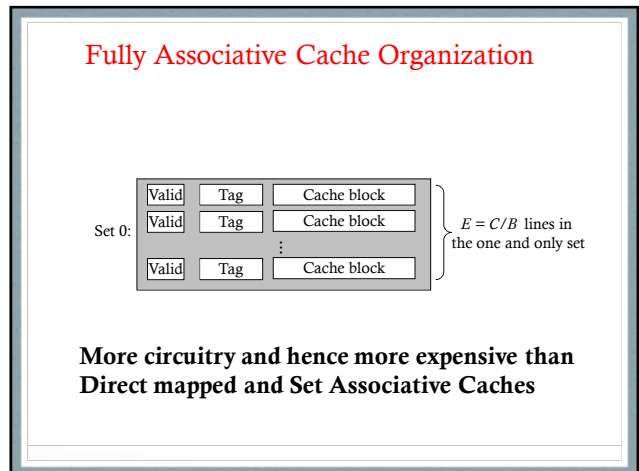 Fully Associative Cache Organization
Valid Tag Cache block
Set 0: Valid Tag Cache block
⋮
Valid Tag Cache block
E = C/B lines in
the one and only set
More circuitry and hence more expensive than
Direct mapped and Set Associative Caches